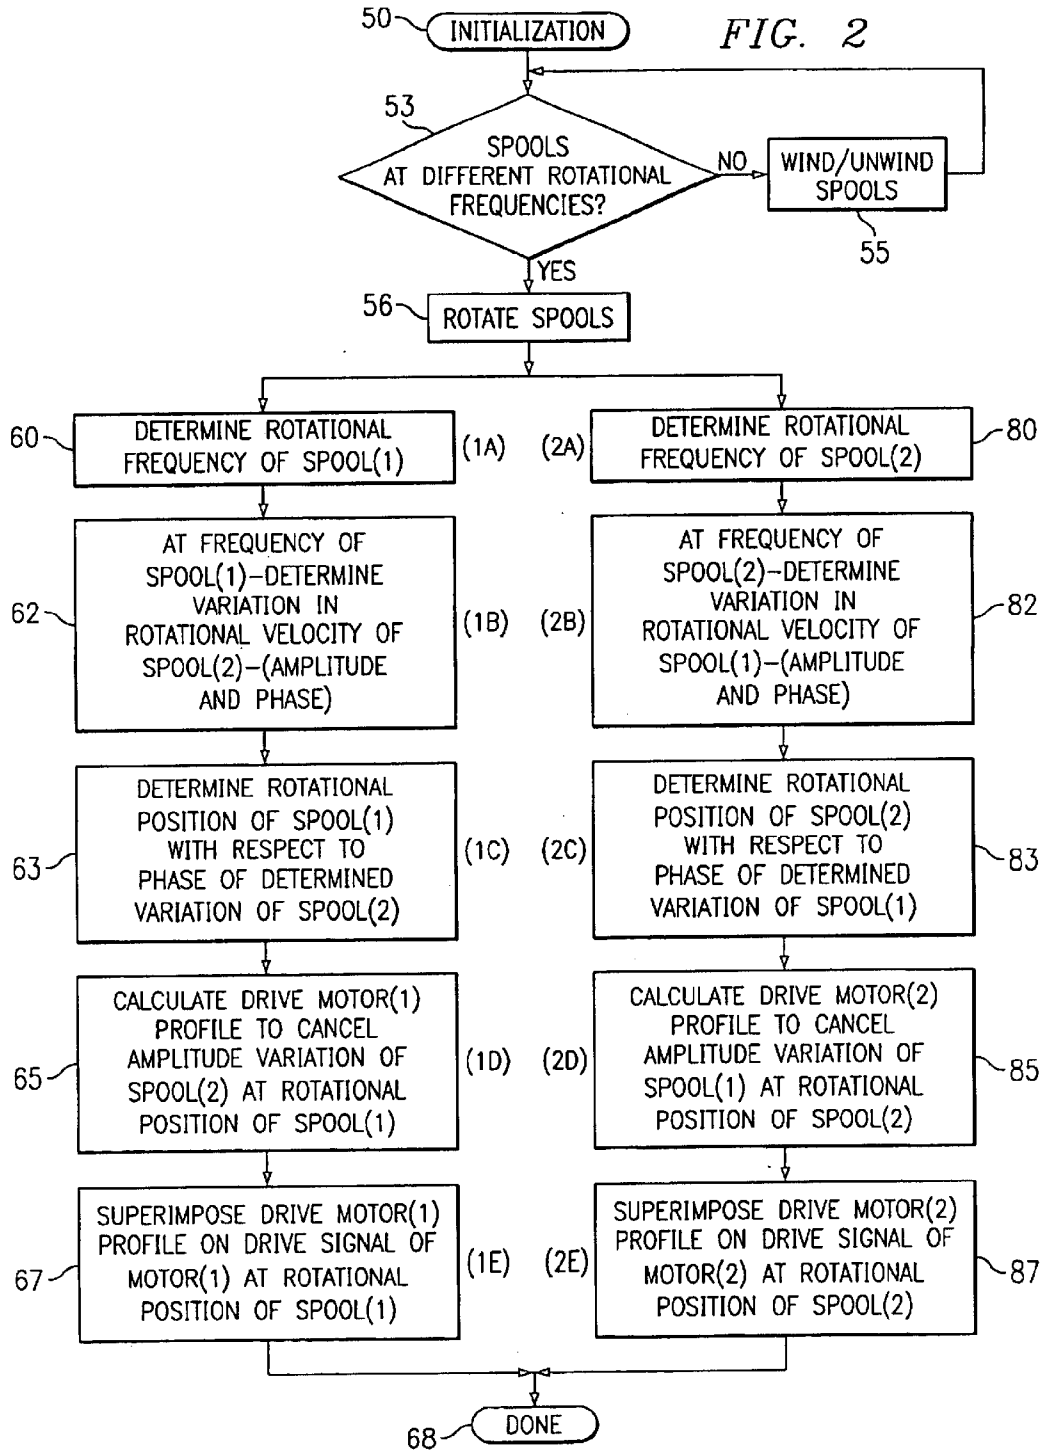 50
INITIALIZATION
FIG. 2
53
SPOOLS
AT DIFFERENT ROTATIONAL
FREQUENCIES?
NO
WIND/UNWIND
SPOOLS
55
YES
56
ROTATE SPOOLS
60
DETERMINE ROTATIONAL
FREQUENCY OF SPOOL(1)
(1A)
(2A)
DETERMINE ROTATIONAL
FREQUENCY OF SPOOL(2)
80
62
AT FREQUENCY OF
SPOOL(1)-DETERMINE
VARIATION IN
ROTATIONAL VELOCITY OF
SPOOL(2)-(AMPLITUDE
AND PHASE)
(1B)
(2B)
AT FREQUENCY OF
SPOOL(2)-DETERMINE
VARIATION IN
ROTATIONAL VELOCITY OF
SPOOL(1)-(AMPLITUDE
AND PHASE)
82
63
DETERMINE ROTATIONAL
POSITION OF SPOOL(1)
WITH RESPECT TO
PHASE OF DETERMINED
VARIATION OF SPOOL(2)
(1C)
(2C)
DETERMINE ROTATIONAL
POSITION OF SPOOL(2)
WITH RESPECT TO
PHASE OF DETERMINED
VARIATION OF SPOOL(1)
83
65
CALCULATE DRIVE MOTOR(1)
PROFILE TO CANCEL
AMPLITUDE VARIATION OF
SPOOL(2) AT ROTATIONAL
POSITION OF SPOOL(1)
(1D)
(2D)
CALCULATE DRIVE MOTOR(2)
PROFILE TO CANCEL
AMPLITUDE VARIATION OF
SPOOL(1) AT ROTATIONAL
POSITION OF SPOOL(2)
85
67
SUPERIMPOSE DRIVE MOTOR(1)
PROFILE ON DRIVE SIGNAL OF
MOTOR(1) AT ROTATIONAL
POSITION OF SPOOL(1)
(1E)
(2E)
SUPERIMPOSE DRIVE MOTOR(2)
PROFILE ON DRIVE SIGNAL OF
MOTOR(2) AT ROTATIONAL
POSITION OF SPOOL(2)
87
68
DONE